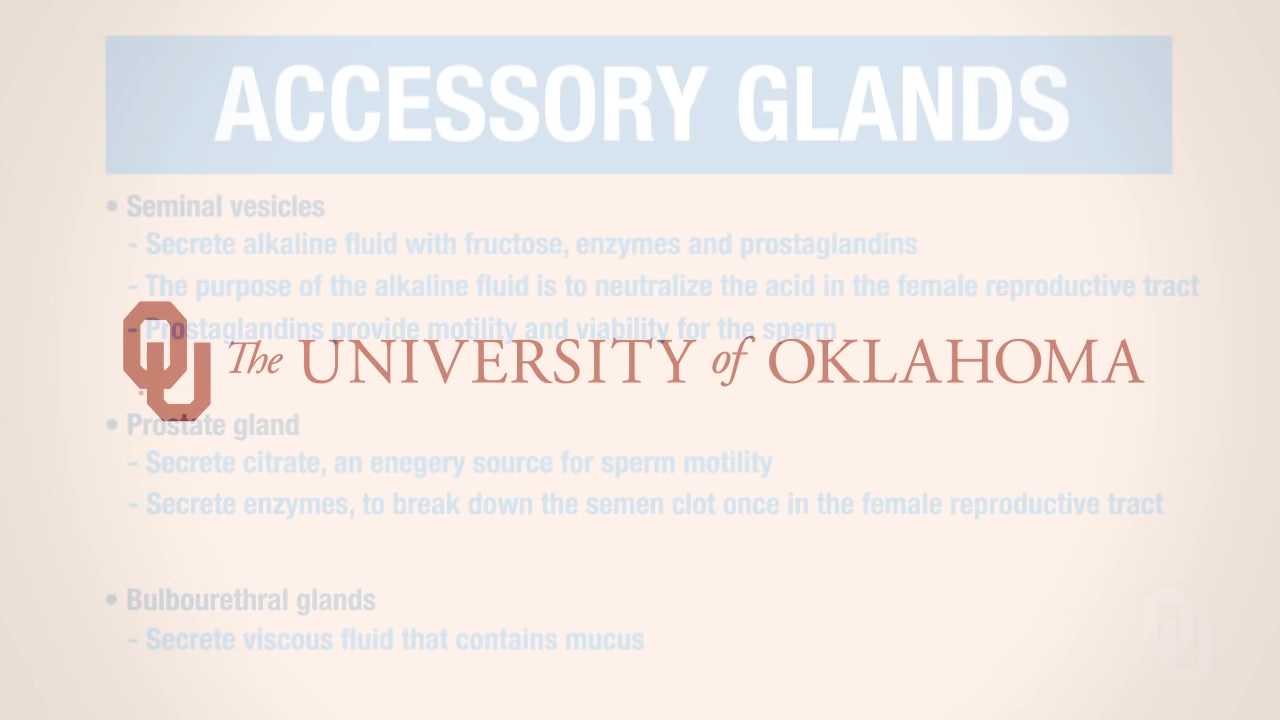 ACCESSORY GLANDS
• Seminal vesicles
- Secrete alkaline fluid with fructose, enzymes and prostaglandins
- The purpose of the alkaline fluid is to neutralize the acid in the female reproductive tract
- Prostaglandins provide motility and viability for the sperm
OU The UNIVERSITY of OKLAHOMA
• Prostate gland
- Secrete citrate, an enegery source for sperm motility
- Secrete enzymes, to break down the semen clot once in the female reproductive tract
• Bulbourethral glands
- Secrete viscous fluid that contains mucus
OU